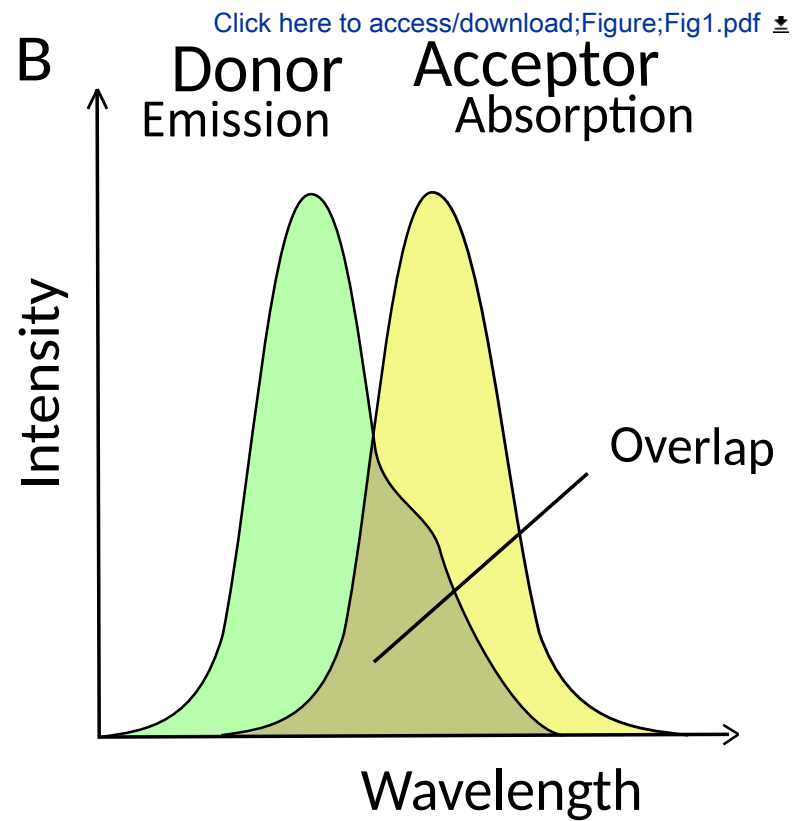 Click here to access/download;Figure;Fig1.pdf
B
Donor
Emission
Acceptor
Absorption
Intensity
Overlap
Wavelength